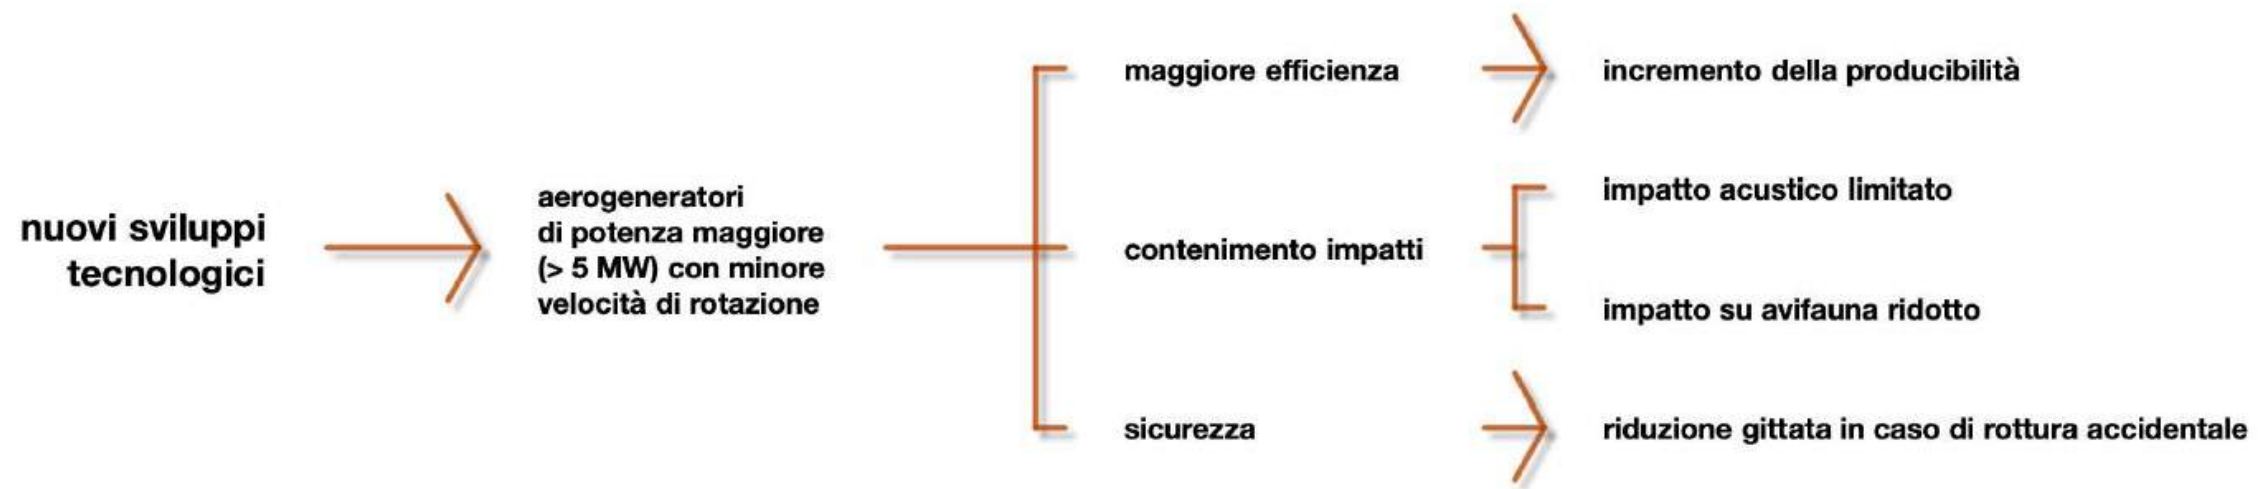 nuovi sviluppi
tecnologici
aerogeneratori
di potenza maggiore
(> 5 MW) con minore
velocità di rotazione
maggiore efficienza
incremento della producibilità
contenimento impatti
impatto acustico limitato
impatto su avifauna ridotto
sicurezza
riduzione gittata in caso di rottura accidentale